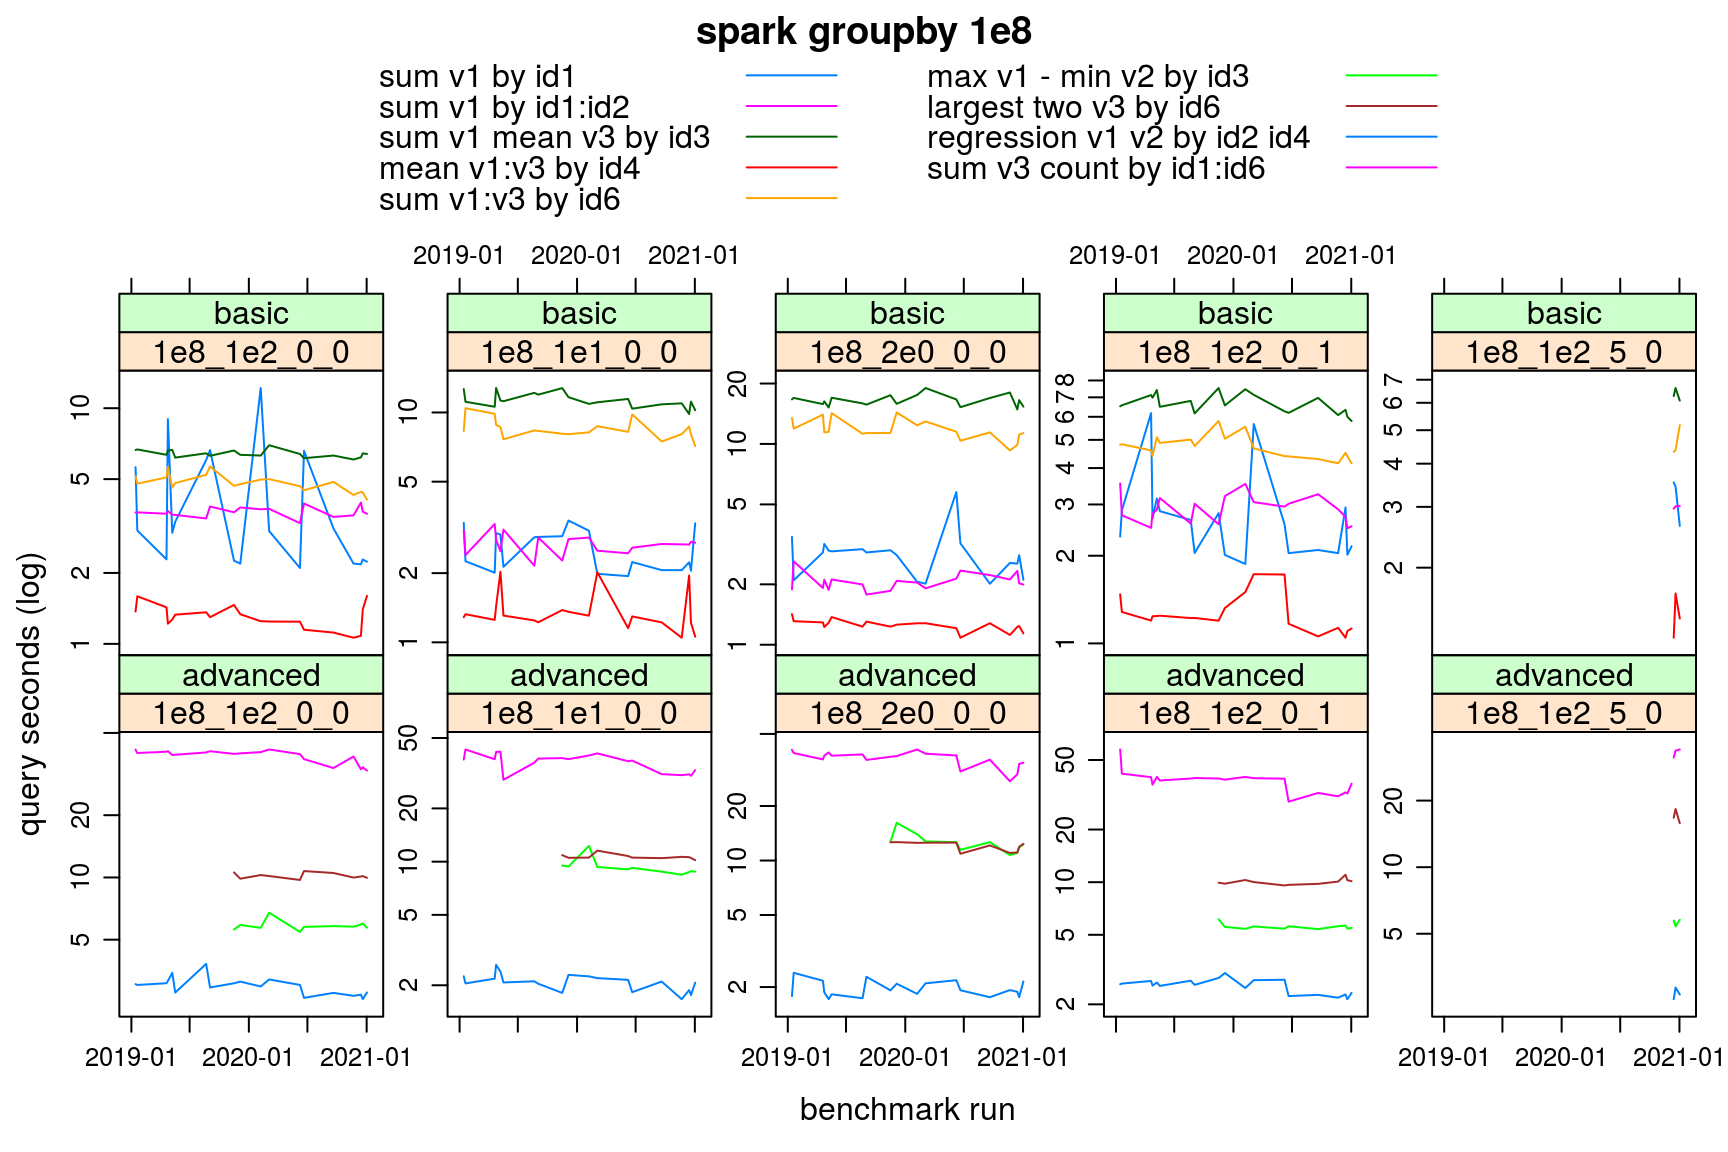 spark groupby 1e8
sum v1 by id1
sum v1 by id1:id2
sum v1 mean v3 by id3
mean v1:v3 by id4
sum v1:v3 by id6
max v1 - min v2 by id3
largest two v3 by id6
regression v1 v2 by id2 id4
sum v3 count by id1:id6
2019-01 2020-01 2021-01 2019-01 2020-01 2021-01
basic basic basic basic basic
1e8_1e2_0_0 1e8_1e1_0_0 1e8_2e0_0_0 1e8_1e2_0_1 1e8_1e2_5_0
10 5 2 1
10 5 2 1
20 10 5 2 1
8 7 6 5 4 3 2 1
7 6 5 4 3 2
advanced advanced advanced advanced advanced
1e8_1e2_0_0 1e8_1e1_0_0 1e8_2e0_0_0 1e8_1e2_0_1 1e8_1e2_5_0
20 10 5
50 20 10 5 2
20 10 5 2
50 20 10 5 2
20 10 5
query seconds (log)
2019-01 2020-01 2021-01 2019-01 2020-01 2021-01 2019-01 2020-01 2021-01
benchmark run